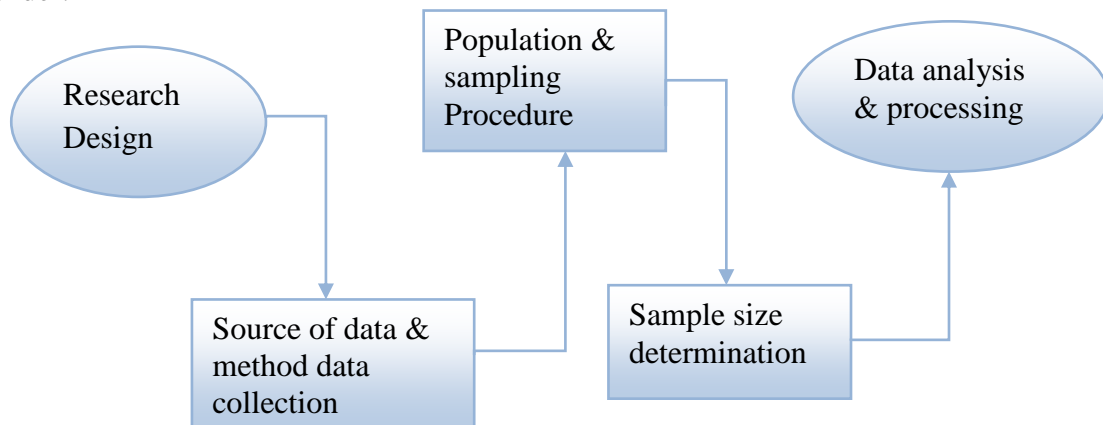 Research
Design
Source of data &
method data
collection
Population &
sampling
Procedure
Sample size
determination
Data analysis
& processing